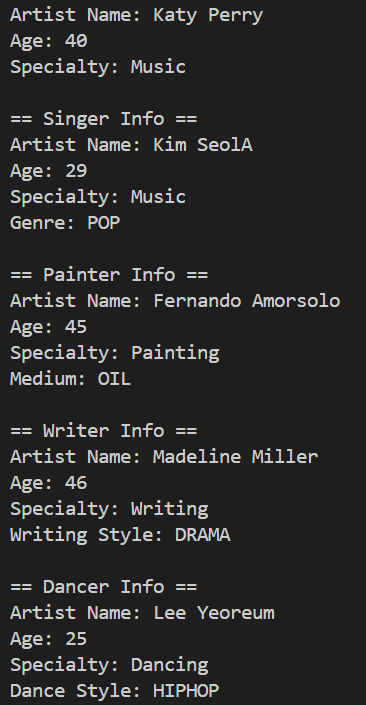 Artist Name: Katy Perry
Age: 40
Specialty: Music
== Singer Info ==
Artist Name: Kim SeolA
Age: 29
Specialty: Music
Genre: POP
== Painter Info ==
Artist Name: Fernando Amorsolo
Age: 45
Specialty: Painting
Medium: OIL
== Writer Info ==
Artist Name: Madeline Miller
Age: 46
Specialty: Writing
Writing Style: DRAMA
== Dancer Info ==
Artist Name: Lee Yeoreum
Age: 25
Specialty: Dancing
Dance Style: HIPHOP